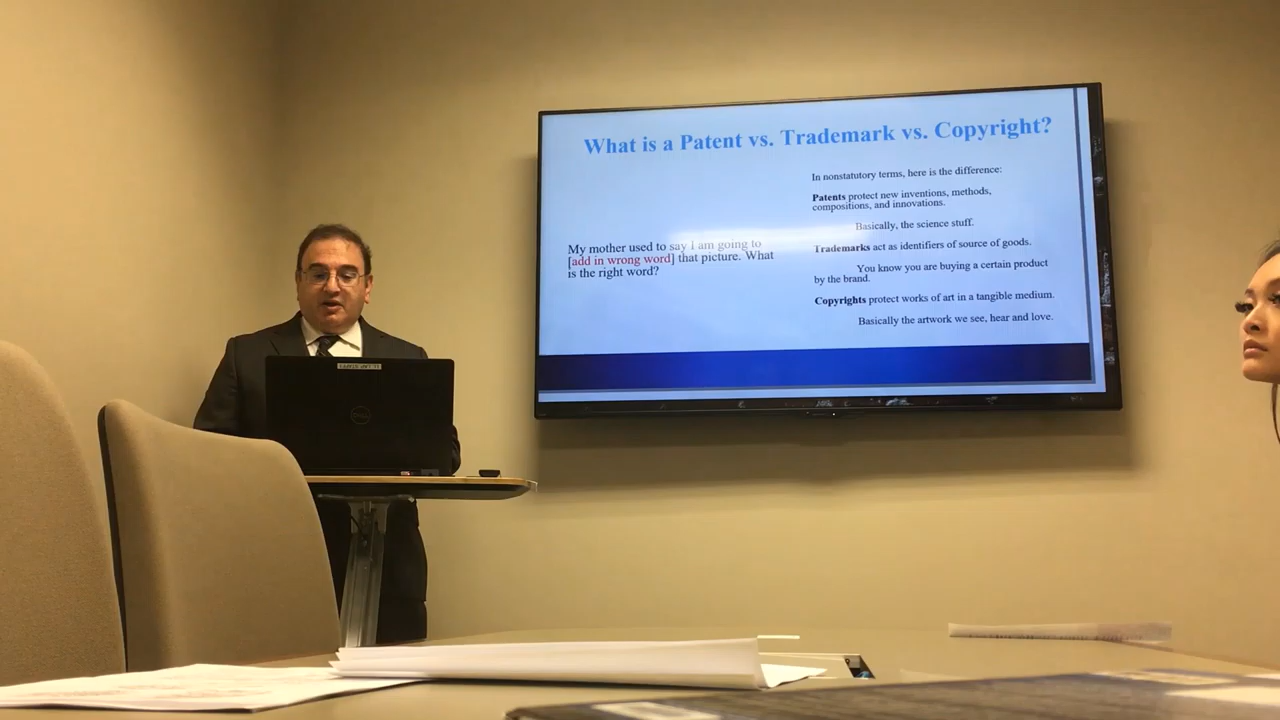 What is a Patent vs. Trademark vs. Copyright?
My mother used to say I am going to
[add in wrong word] that picture. What
is the right word?
In nonstatutory terms, here is the difference:
Patents protect new inventions, methods,
compositions, and innovations.
Basically, the science stuff.
Trademarks act as identifiers of source of goods.
You know you are buying a certain product
by the brand.
Copyrights protect works of art in a tangible medium.
Basically the artwork we see, hear and love.
DELL